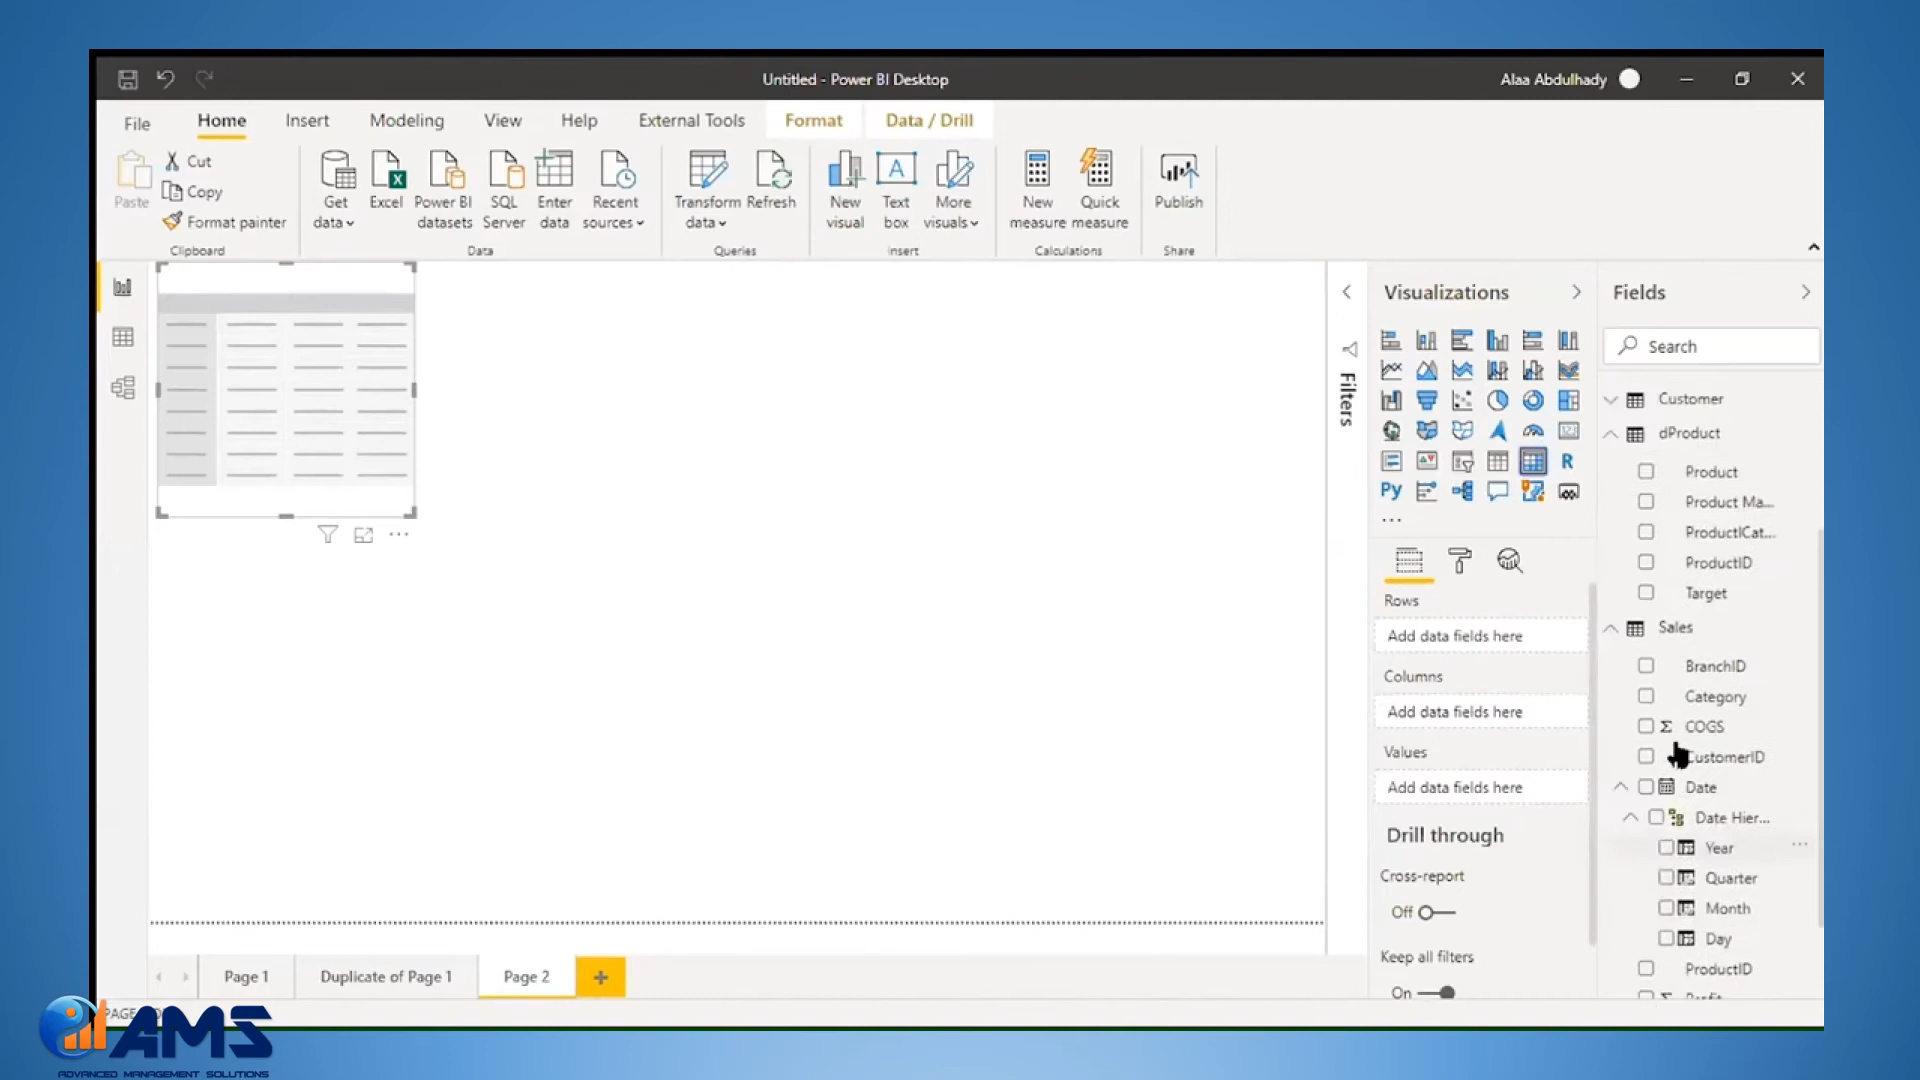 Untitled - Power BI Desktop
Alaa Abdulhady
File
Home
Insert
Modeling
View
Help
External Tools
Format
Data / Drill
Paste
Cut
Copy
Format painter
Clipboard
Get data
Excel
Power BI datasets
SQL Server
Enter data
Recent sources
Data
Transform data
Refresh
Queries
New visual
A
Text box
More visuals
Insert
New measure
Quick measure
Calculations
Publish
Share
Filters
Visualizations
R
Py
Rows
Add data fields here
Columns
Add data fields here
Values
Add data fields here
Drill through
Cross-report
Off
Keep all filters
On
Fields
Search
Customer
dProduct
Product
Product Ma...
ProductICat...
ProductID
Target
Sales
BranchID
Category
Σ COGS
CustomerID
Date
Date Hier...
Year
Quarter
Month
Day
ProductID
Page 1
Duplicate of Page 1
Page 2
+
AMS
ADVANCED MANAGEMENT SOLUTIONS